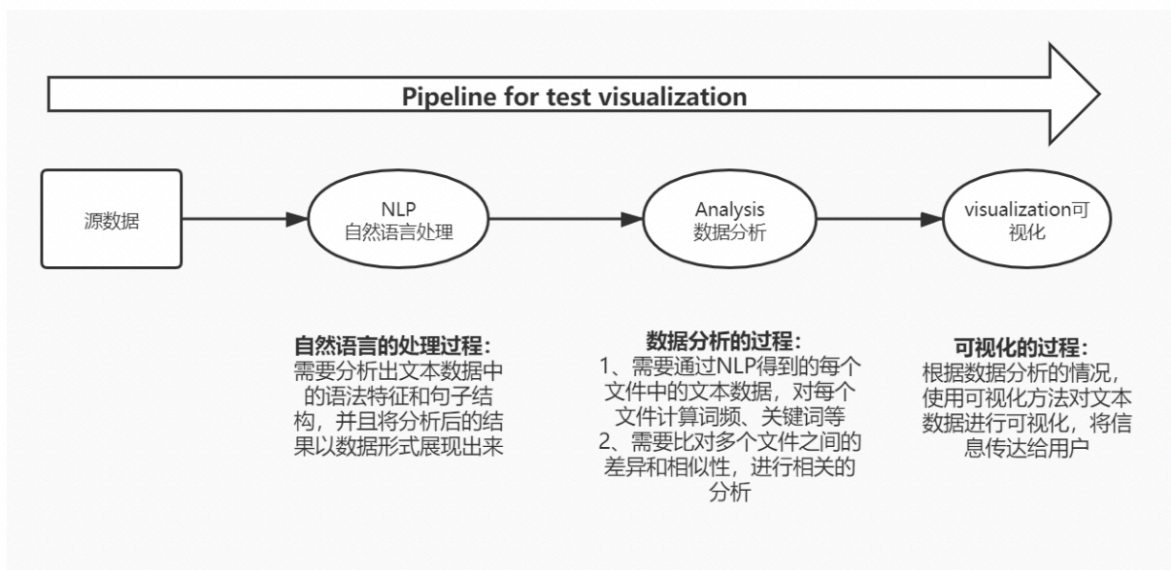 Pipeline for test visualization
源数据
NLP
自然语言处理
Analysis
数据分析
visualization可
视化
自然语言的处理过程：
需要分析出文本数据中
的语法特征和句子结
构，并且将分析后的结
果以数据形式展现出来
数据分析的过程：
1、需要通过NLP得到的每个
文件中的文本数据，对每个
文件计算词频、关键词等
2、需要比对多个文件之间的
差异和相似性，进行相关的
分析
可视化的过程：
根据数据分析的情况，
使用可视化方法对文本
数据进行可视化，将信
息传达给用户